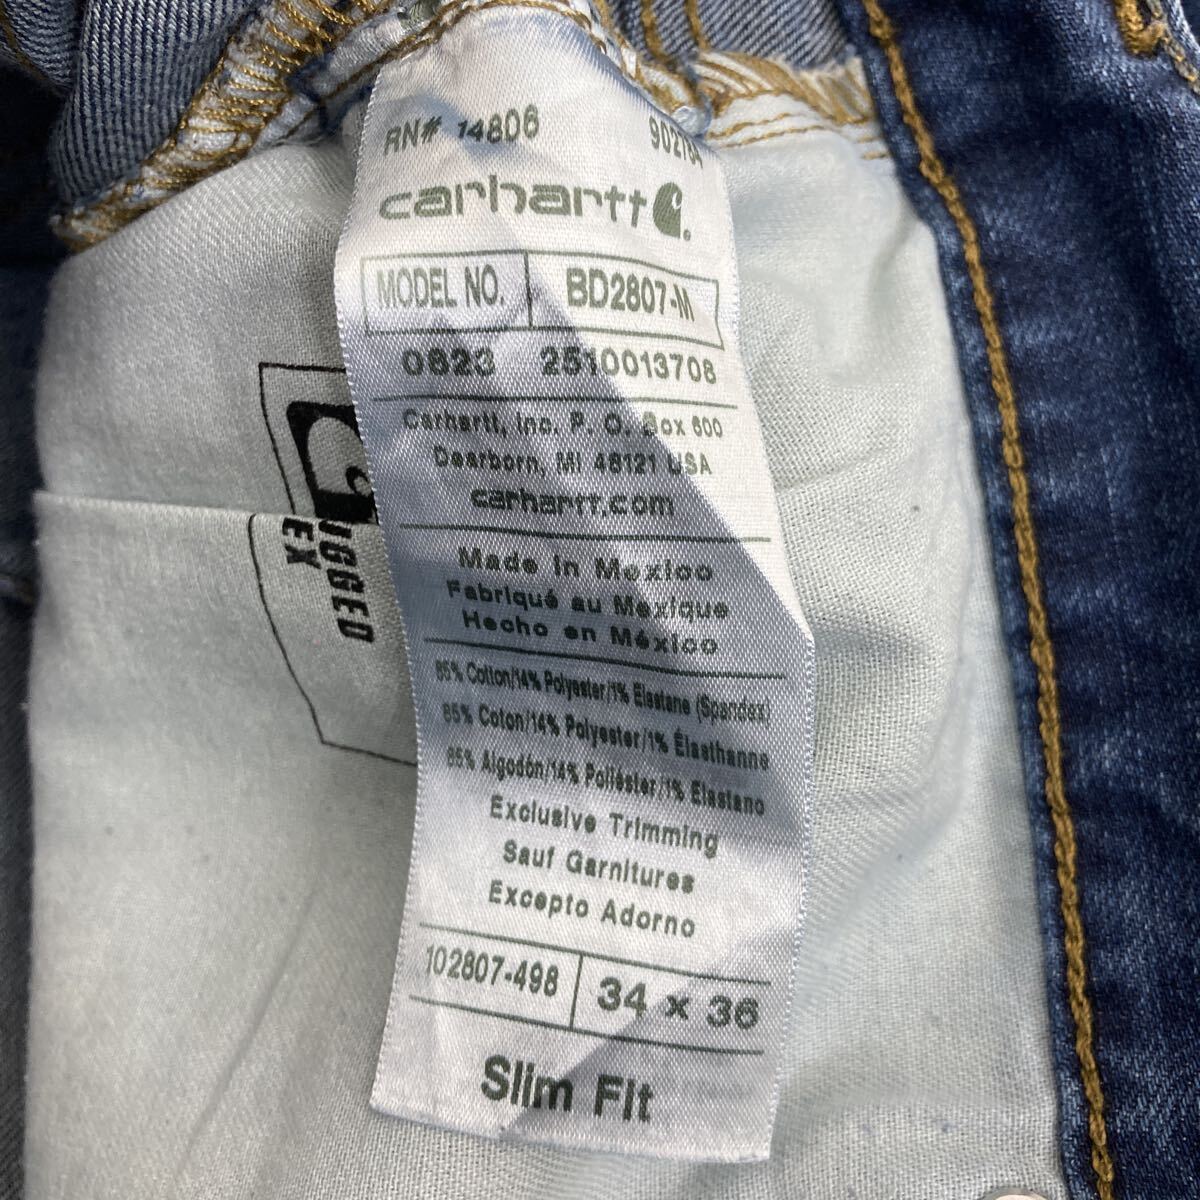 RN# 14806
carhartt
MODEL NO. BD2807-M
0823 2510013708
Carhartt, Inc. P. O. Box 600
Dearborn, MI 48121 USA
carhartt.com
Made in Mexico
Fabriqué au Mexique
Hecho en México
85% Cotton/14% Polyester/1% Elastane (Spandex)
85% Coton/14% Polyester/1% Élasthanne
85% Algodón/14% Poliéster/1% Elastano
Exclusive Trimming
Sauf Garnitures
Excepto Adorno
102807-498 34 x 36
Slim Fit